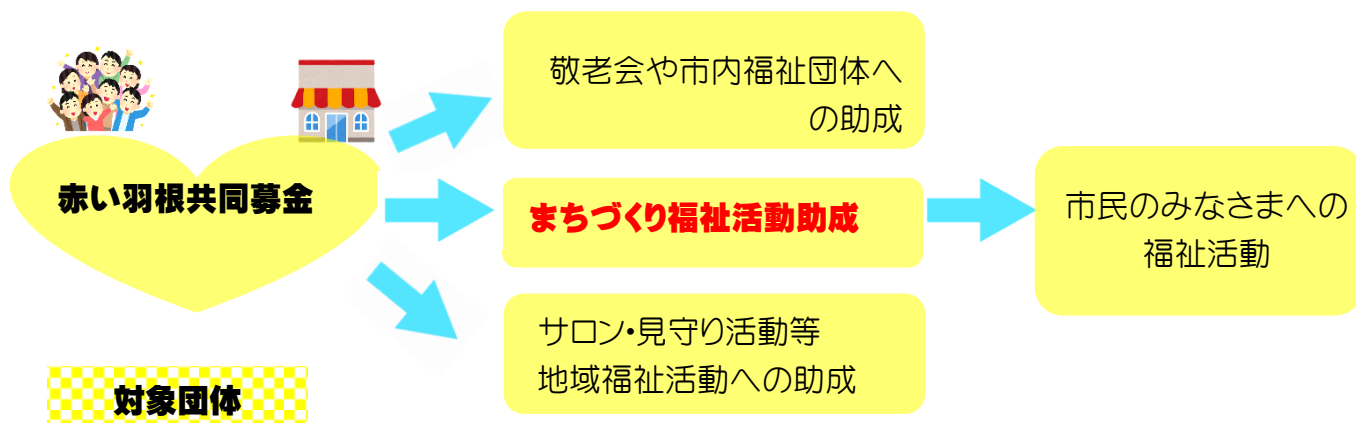 敬老会や市内福祉団体へ
の助成
赤い羽根共同募金
まちづくり福祉活動助成
市民のみなさまへの
福祉活動
サロン・見守り活動等
地域福祉活動への助成
対象団体